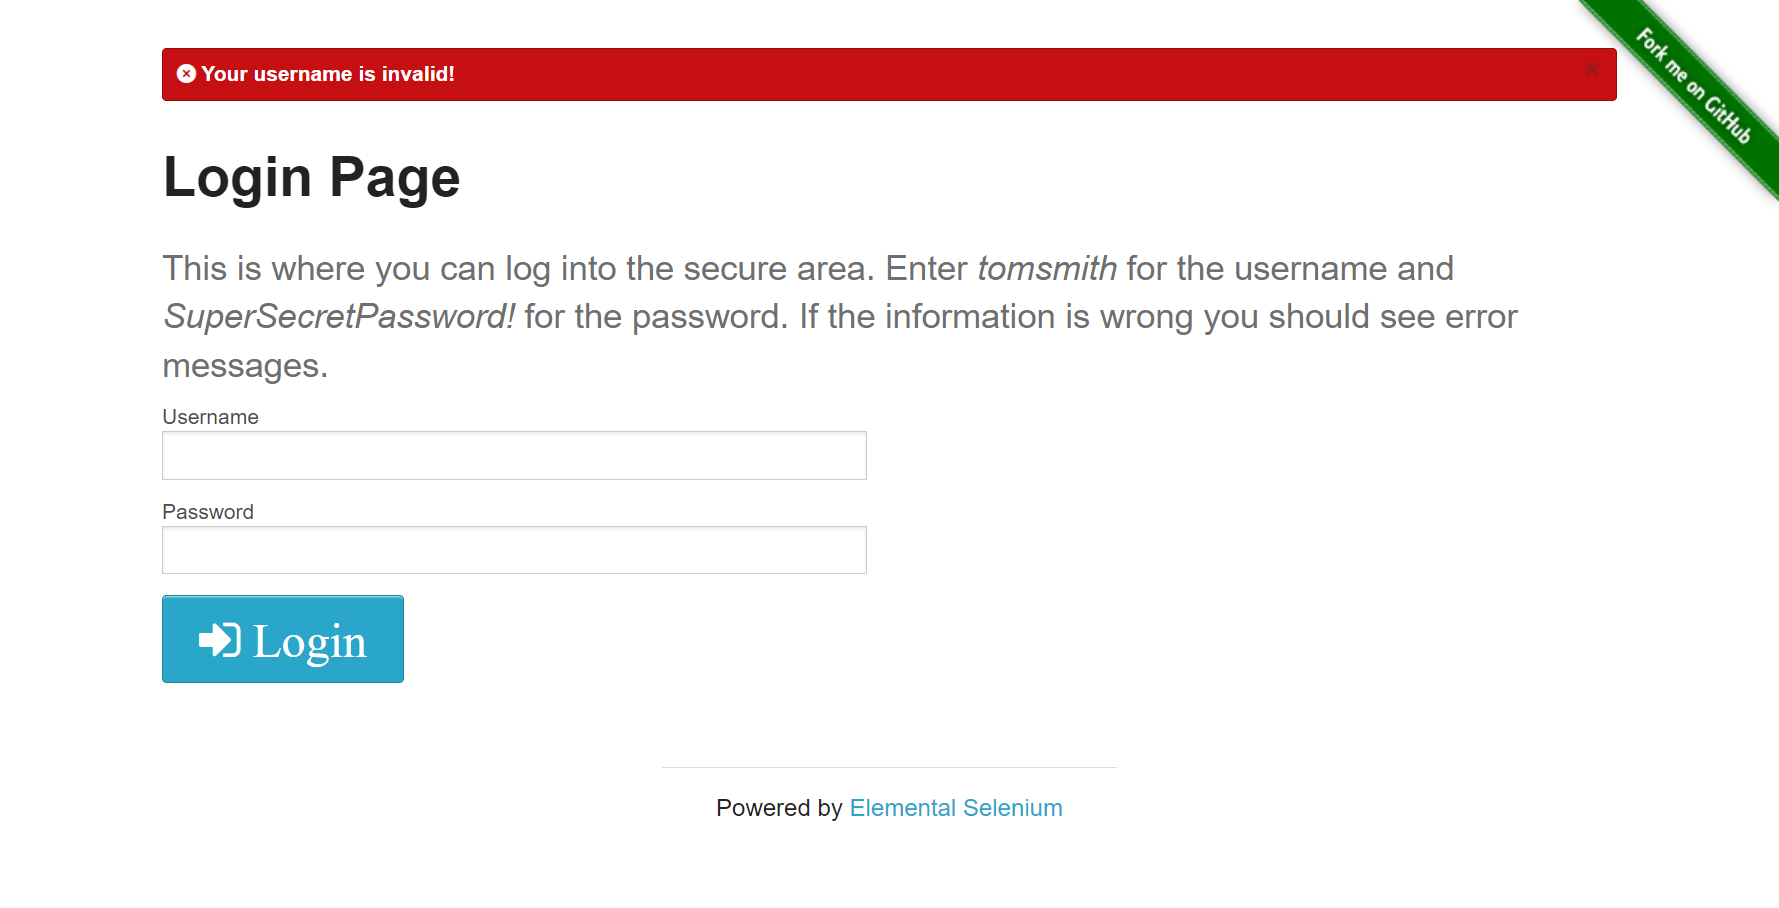 Your username is invalid!
×
Fork me on GitHub
Login Page
This is where you can log into the secure area. Enter tomsmith for the username and
SuperSecretPassword! for the password. If the information is wrong you should see error
messages.
Username
Password
Login
Powered by Elemental Selenium